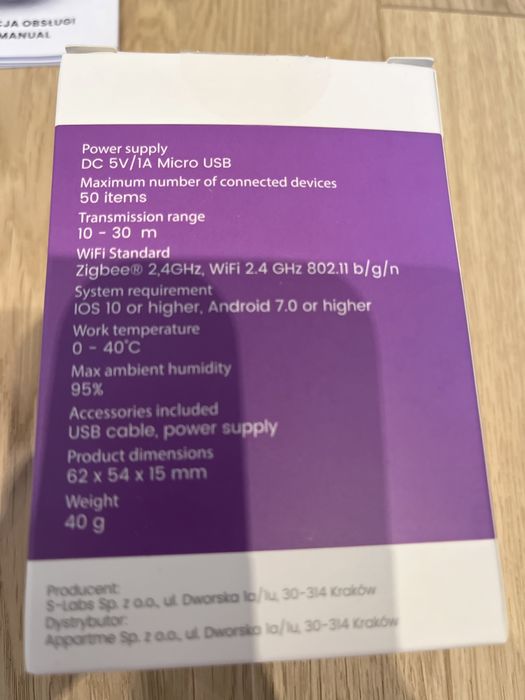 CJA OBSŁUGI
MANUAL
Power supply
DC 5V/1A Micro USB
Maximum number of connected devices
50 items
Transmission range
10 - 30 m
WiFi Standard
Zigbee® 2,4GHz, WiFi 2.4 GHz 802.11 b/g/n
System requirement
IOS 10 or higher, Android 7.0 or higher
Work temperature
0 - 40°C
Max ambient humidity
95%
Accessories included
USB cable, power supply
Product dimensions
62 x 54 x 15 mm
Weight
40 g
Producent:
S-Labs Sp. z o.o., ul. Dworska 1a/1u, 30-314 Kraków
Dystrybutor:
Appartme Sp. z o.o., ul. Dworska 1a/1u, 30-314 Kraków